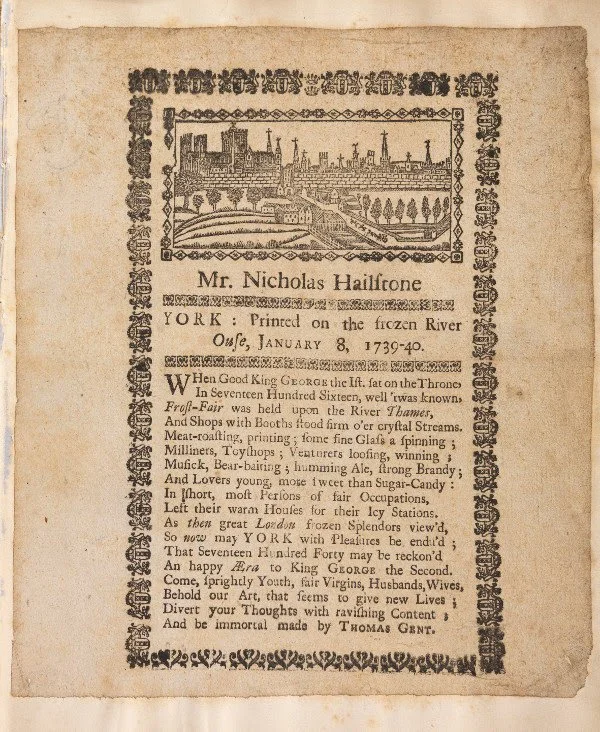 Mr. Nicholas Hailſtone
YORK : Printed on the frozen River
Ouſe, JANUARY 8, 1739-40.
WHen Good King GEORGE the Iſt. ſat on the Throne,
In Seventeen Hundred Sixteen, well 'twas known,
Froſt-Fair was held upon the River Thames,
And Shops with Booths ſtood firm o'er cryſtal Streams.
Meat-roaſting, printing ; ſome fine Glaſs a ſpinning ;
Milliners, Toyſhops ; Venturers looſing, winning ;
Muſick, Bear-baiting ; humming Ale, ſtrong Brandy ;
And Lovers young, more ſweet than Sugar-Candy :
In ſhort, moſt Perſons of fair Occupations,
Left their warm Houſes for their Icy Stations.
As then great London frozen Splendors view'd,
So now may YORK with Pleaſures be endu'd ;
That Seventeen Hundred Forty may be reckon'd
An happy Æra to King GEORGE the Second.
Come, ſprightly Youth, fair Virgins, Husbands, Wives,
Behold our Art, that ſeems to give new Lives ;
Divert your Thoughts with raviſhing Content ;
And be immortal made by THOMAS GENT.